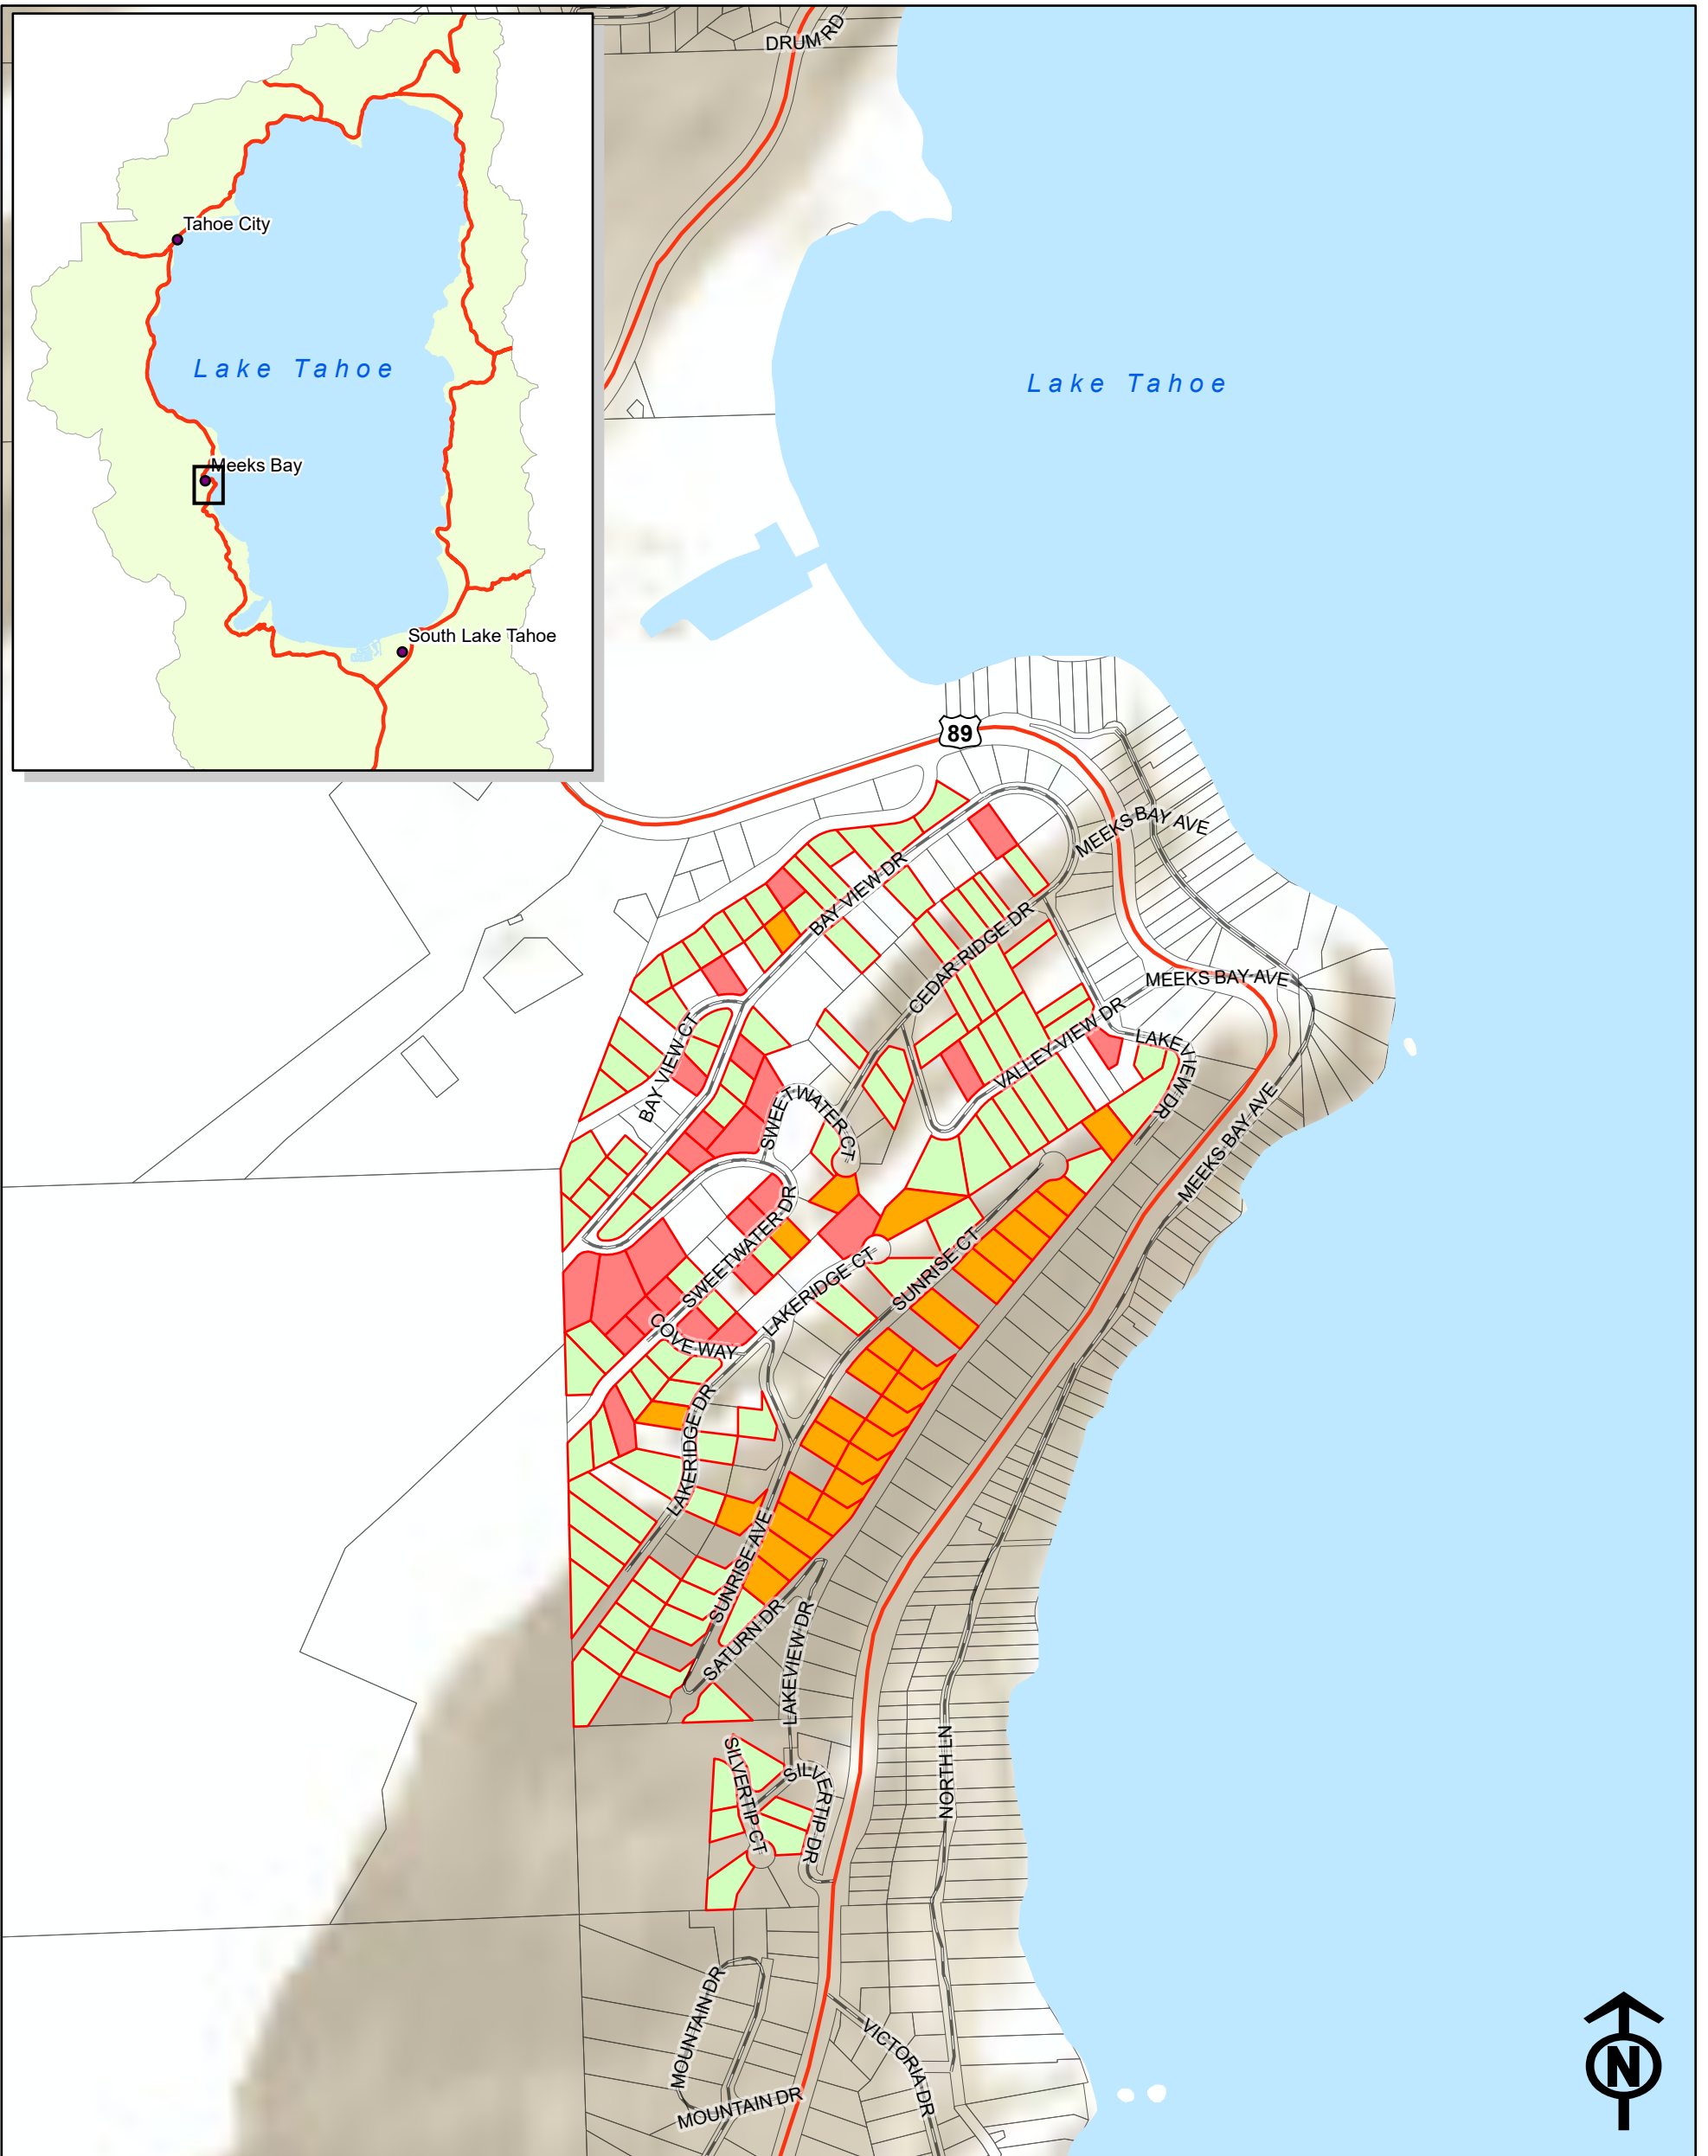 DRUM RD
Tahoe City
Lake Tahoe
Lake Tahoe
Meeks Bay
South Lake Tahoe
89
MEEKS BAY AVE
BAY VIEW DR
CEDAR RIDGE DR
MEEKS BAY AVE
VALLEY VIEW DR
LAKEVIEW DR
BAY VIEW CT
SWEETWATER CT
MEEKS BAY AVE
SWEETWATER DR
SUNRISE CT
LAKERIDGE CT
COVE WAY
LAKERIDGE DR
SUNRISE AVE
SATURN DR
LAKEVIEW DR
SILVERTIP CT
SILVERTIP DR
NORTH LN
MOUNTAIN DR
VICTORIA DR
MOUNTAIN DR
N